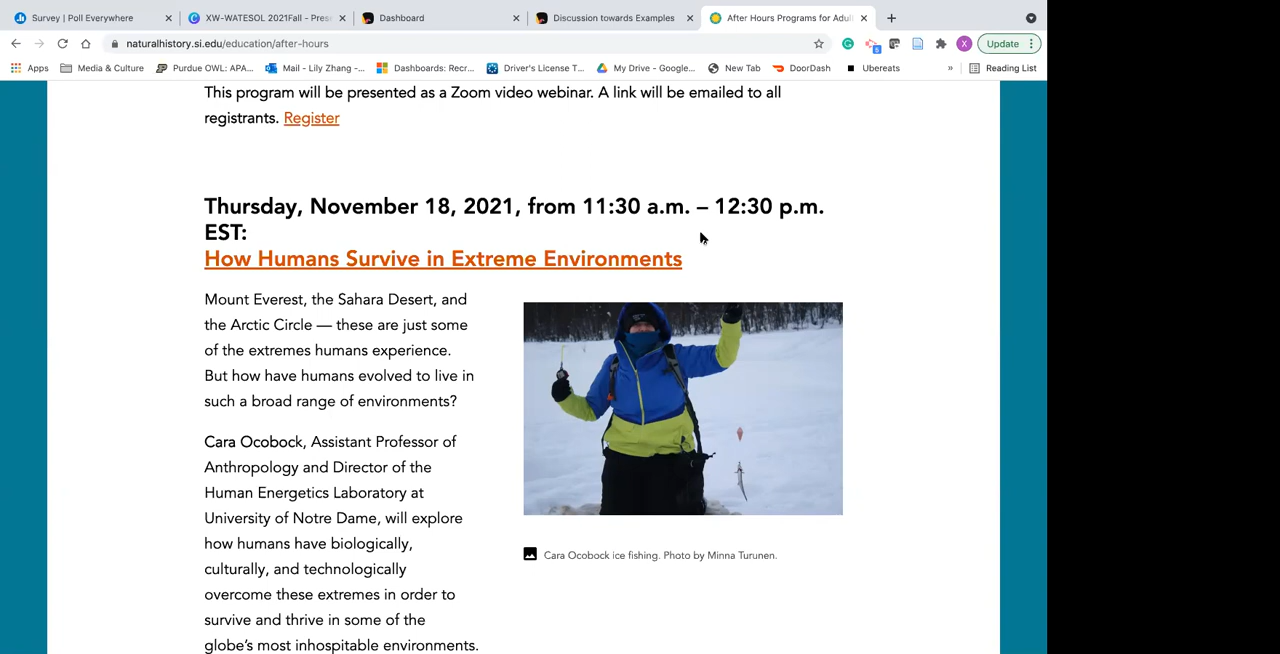 Survey | Poll Everywhere
XW-WATESOL 2021Fall - Prese
Dashboard
Discussion towards Examples
After Hours Programs for Adul
naturalhistory.si.edu/education/after-hours
6
X
Update
Apps
Media & Culture
Purdue OWL: APA...
Mail - Lily Zhang -...
Dashboards: Recr...
Driver's License T...
My Drive - Google...
New Tab
DoorDash
Ubereats
»
Reading List
This program will be presented as a Zoom video webinar. A link will be emailed to all
registrants. Register
Thursday, November 18, 2021, from 11:30 a.m. – 12:30 p.m.
EST:
How Humans Survive in Extreme Environments
Mount Everest, the Sahara Desert, and
the Arctic Circle — these are just some
of the extremes humans experience.
But how have humans evolved to live in
such a broad range of environments?
Cara Ocobock, Assistant Professor of
Anthropology and Director of the
Human Energetics Laboratory at
University of Notre Dame, will explore
how humans have biologically,
culturally, and technologically
overcome these extremes in order to
survive and thrive in some of the
globe's most inhospitable environments.
Cara Ocobock ice fishing. Photo by Minna Turunen.